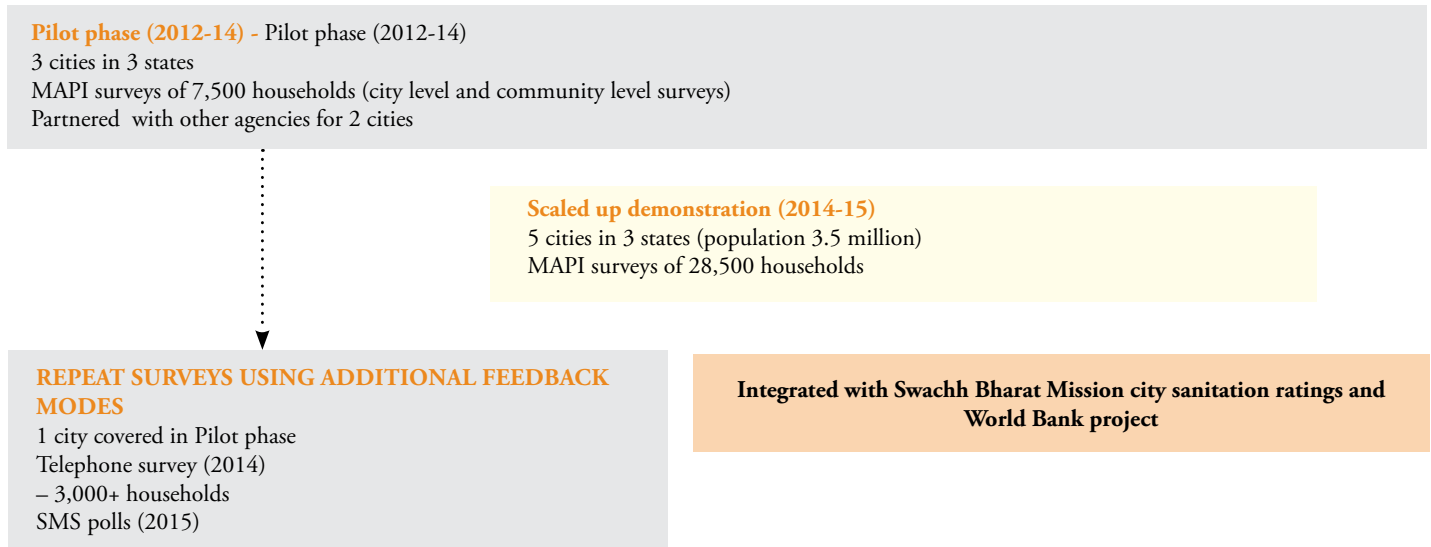 Pilot phase (2012-14) - Pilot phase (2012-14)
3 cities in 3 states
MAPI surveys of 7,500 households (city level and community level surveys)
Partnered with other agencies for 2 cities
Scaled up demonstration (2014-15)
5 cities in 3 states (population 3.5 million)
MAPI surveys of 28,500 households
REPEAT SURVEYS USING ADDITIONAL FEEDBACK
MODES
1 city covered in Pilot phase
Telephone survey (2014)
– 3,000+ households
SMS polls (2015)
Integrated with Swachh Bharat Mission city sanitation ratings and
World Bank project